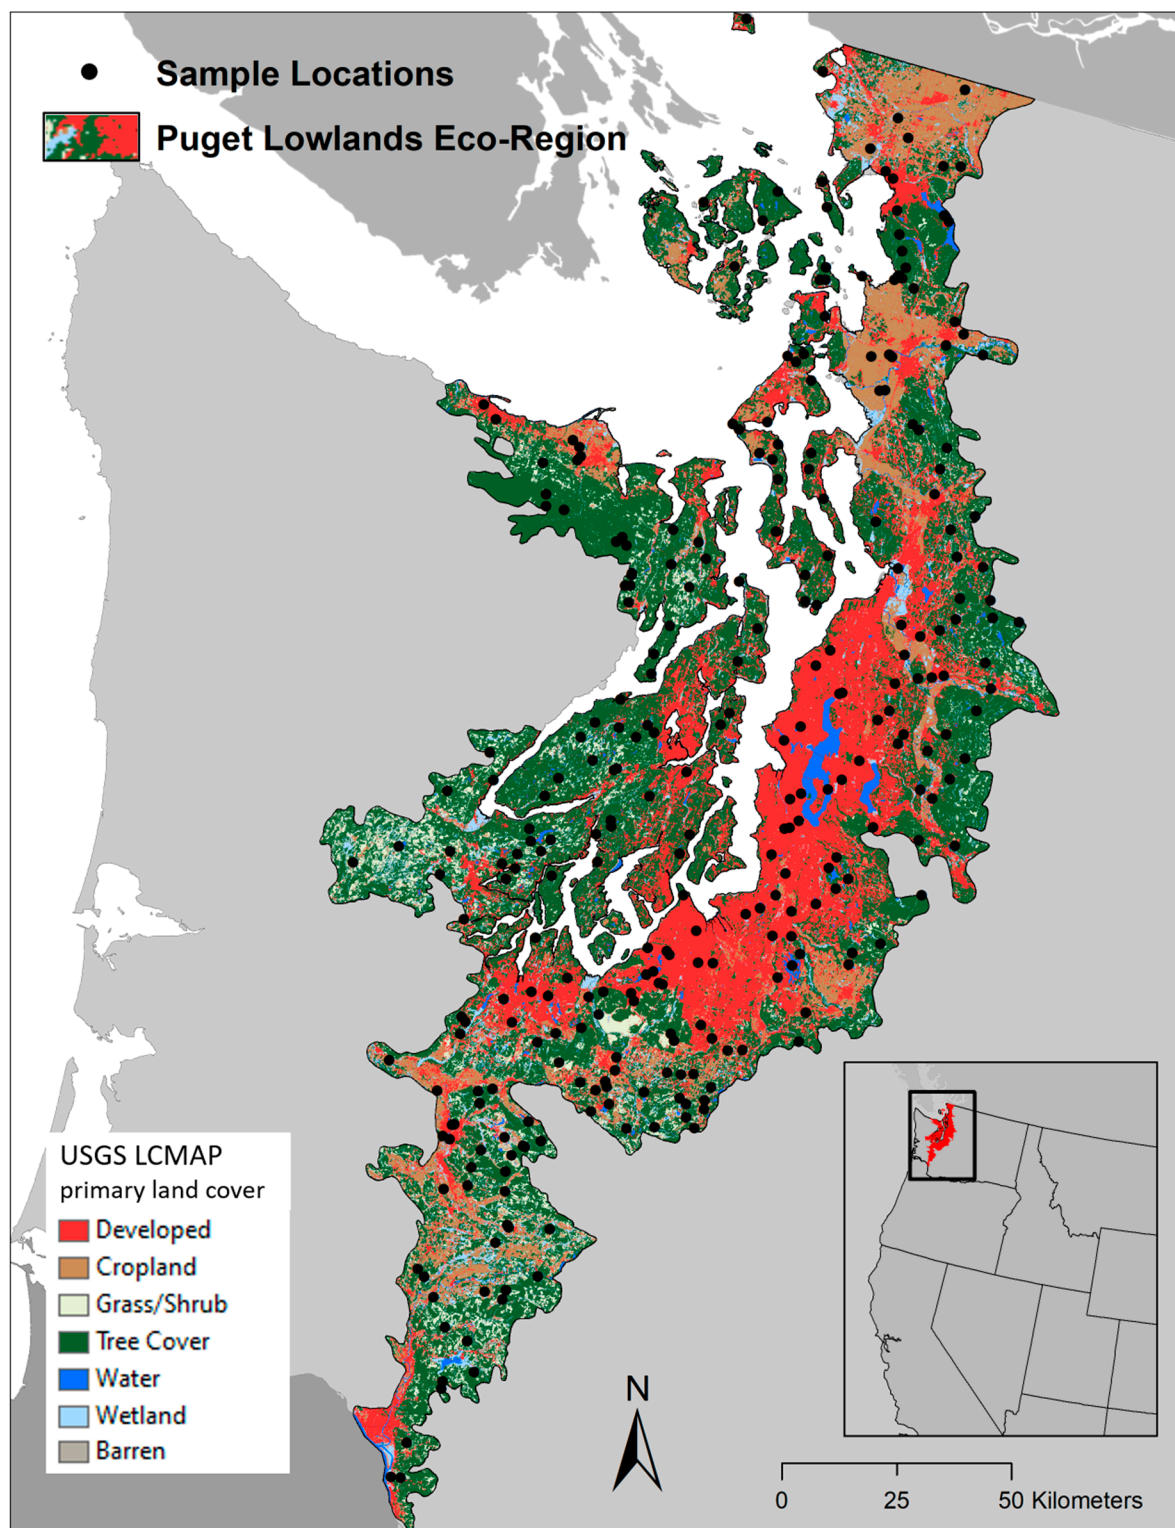 Sample Locations
Puget Lowlands Eco-Region
USGS LCMAP
primary land cover
Developed
Cropland
Grass/Shrub
Tree Cover
Water
Wetland
Barren
N
0 25 50 Kilometers